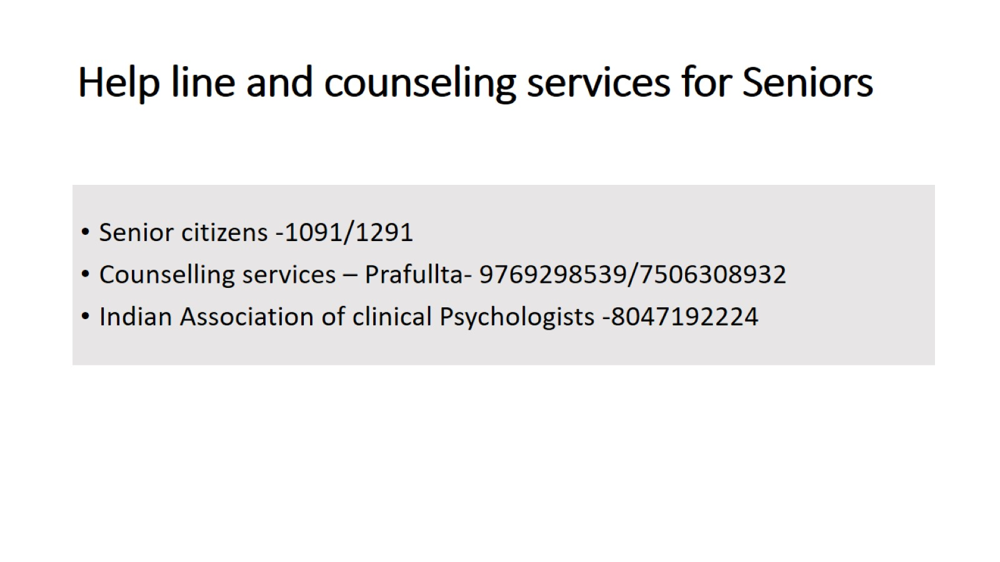 Help line and counseling services for Seniors
• Senior citizens -1091/1291
• Counselling services – Prafullta- 9769298539/7506308932
• Indian Association of clinical Psychologists -8047192224